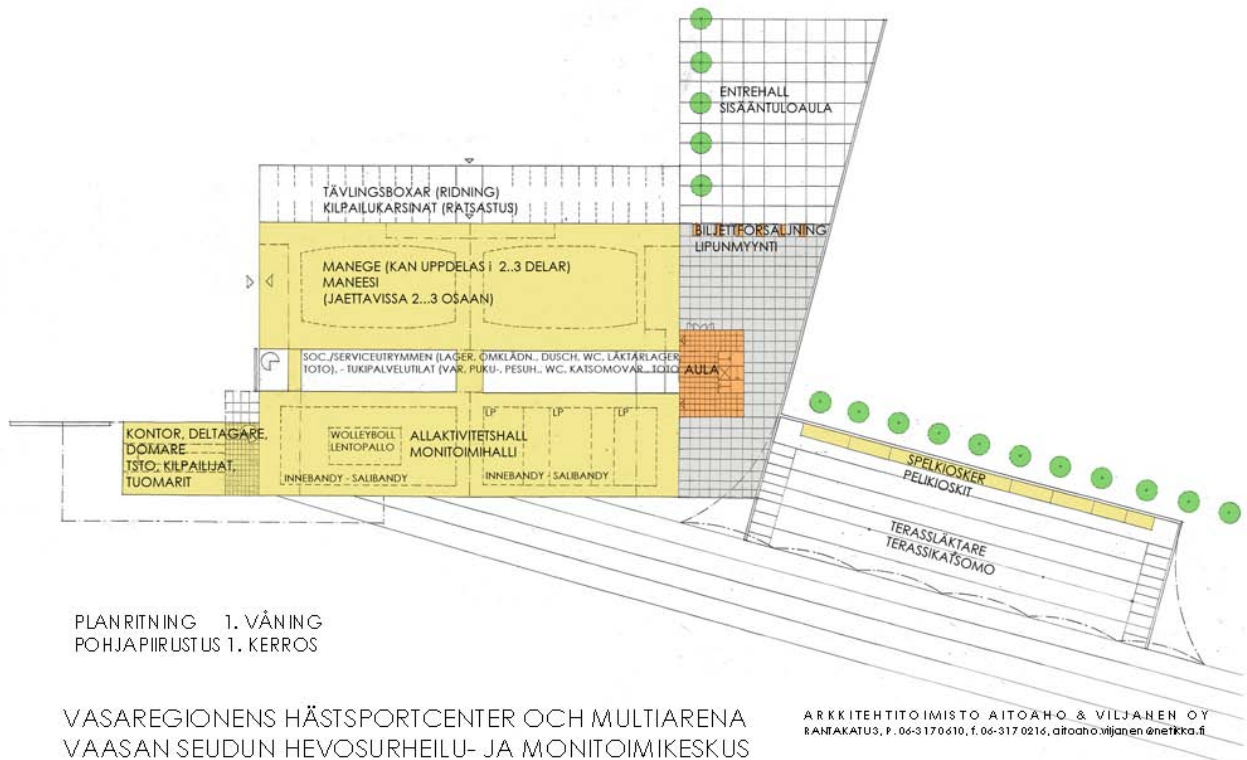 ENTREHALL
SISÄÄNTULOAULA
TÄVLINGSBOXAR (RIDNING)
KILPAILUKARSINAT (RATSASTUS)
BILJETTFÖRSÄLJNING
LIPUNMYYNTI
MANEGE (KAN UPPDELAS i 2..3 DELAR)
MANEESI
(JAETTAVISSA 2...3 OSAAN)
SOC./SERVICEUTRYMMEN (LAGER, OMKLÄDN., DUSCH, WC, LÄKTARLAGER
TOTO). - TUKIPALVELUTILAT (VAR, PUKU-, PESUH., WC, KATSOMOVAR., TOTO
AULA
KONTOR, DELTAGARE,
DOMARE
TSTO, KILPAILIJAT,
TUOMARIT
WOLLEYBOLL
LENTOPALLO
ALLAKTIVITETSHALL
MONITOIMIHALLI
LP
LP
LP
INNEBANDY - SALIBANDY
INNEBANDY - SALIBANDY
SPELKIOSKER
PELIKIOSKIT
TERASSLÄKTARE
TERASSIKATSOMO
PLANRITNING 1. VÅNING
POHJAPIIRUSTUS 1. KERROS
VASAREGIONENS HÄSTSPORTCENTER OCH MULTIARENA
VAASAN SEUDUN HEVOSURHEILU- JA MONITOIMIKESKUS
ARKKITEHTITOIMISTO AITOAHO & VILJANEN OY
RANTAKATU3, P. 06-3170610, f. 06-317 0216, aitoaho.viljanen@netikka.fi